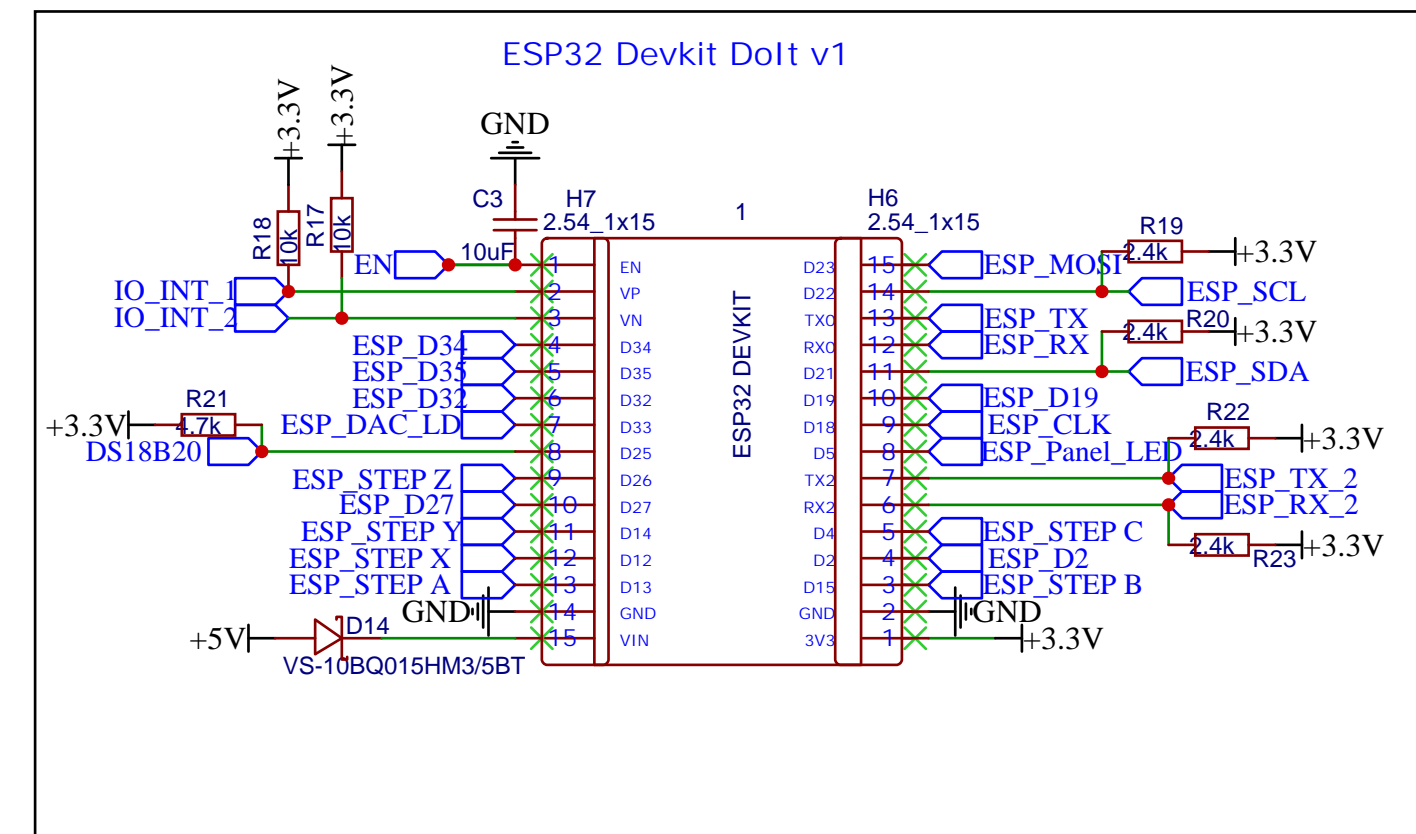 ESP32 Devkit DoIt v1
+3.3V
+3.3V
GND
C3
10uF
R18
10k
R17
10k
H7
2.54_1x15
1
H6
2.54_1x15
ESP32 DEVKIT
EN
1 EN
IO_INT_1
2 VP
IO_INT_2
3 VN
ESP_D34
4 D34
ESP_D35
5 D35
ESP_D32
6 D32
ESP_DAC_LD
7 D33
+3.3V
R21
4.7k
DS18B20
8 D25
ESP_STEP Z
9 D26
ESP_D27
10 D27
ESP_STEP Y
11 D14
ESP_STEP X
12 D12
ESP_STEP A
13 D13
GND
14 GND
+5V
D14
VS-10BQ015HM3/5BT
15 VIN
D23 15
ESP_MOSI
R19
2.4k
+3.3V
D22 14
ESP_SCL
TX0 13
ESP_TX
R20
2.4k
+3.3V
RX0 12
ESP_RX
D21 11
ESP_SDA
D19 10
ESP_D19
D18 9
ESP_CLK
R22
2.4k
+3.3V
D5 8
ESP_Panel_LED
TX2 7
ESP_TX_2
RX2 6
ESP_RX_2
D4 5
ESP_STEP C
2.4k
R23
+3.3V
D2 4
ESP_D2
D15 3
ESP_STEP B
GND 2
GND
3V3 1
+3.3V